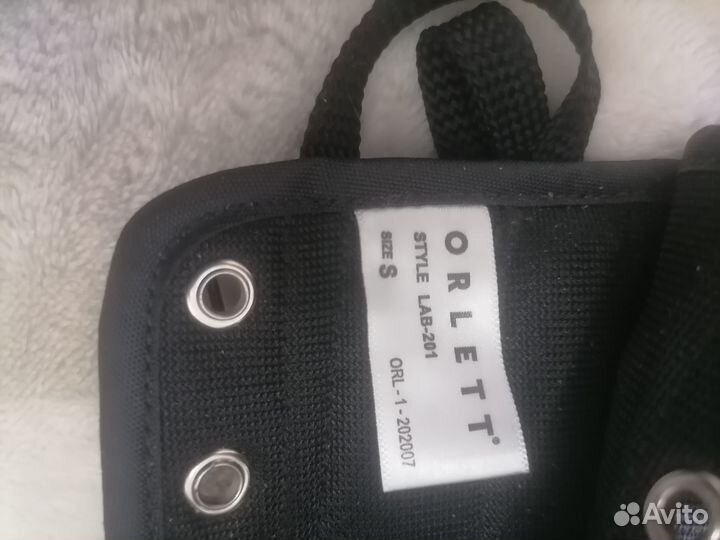 ORLETT®
STYLE LAB-201
SIZE S
ORL-1-202007
Avito